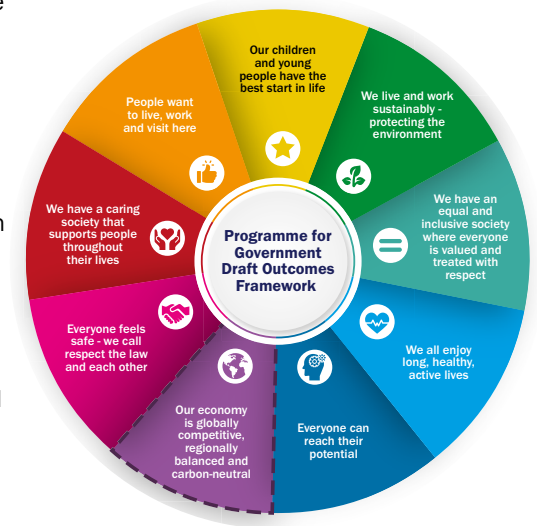 Programme for
Government
Draft Outcomes
Framework
Our children
and young
people have the
best start in life
We live and work
sustainably -
protecting the
environment
We have an
equal and
inclusive society
where everyone
is valued and
treated with
respect
We all enjoy
long, healthy,
active lives
Everyone can
reach their
potential
Our economy
is globally
competitive,
regionally
balanced and
carbon-neutral
Everyone feels
safe - we call
respect the law
and each other
We have a caring
society that
supports people
throughout
their lives
People want
to live, work
and visit here